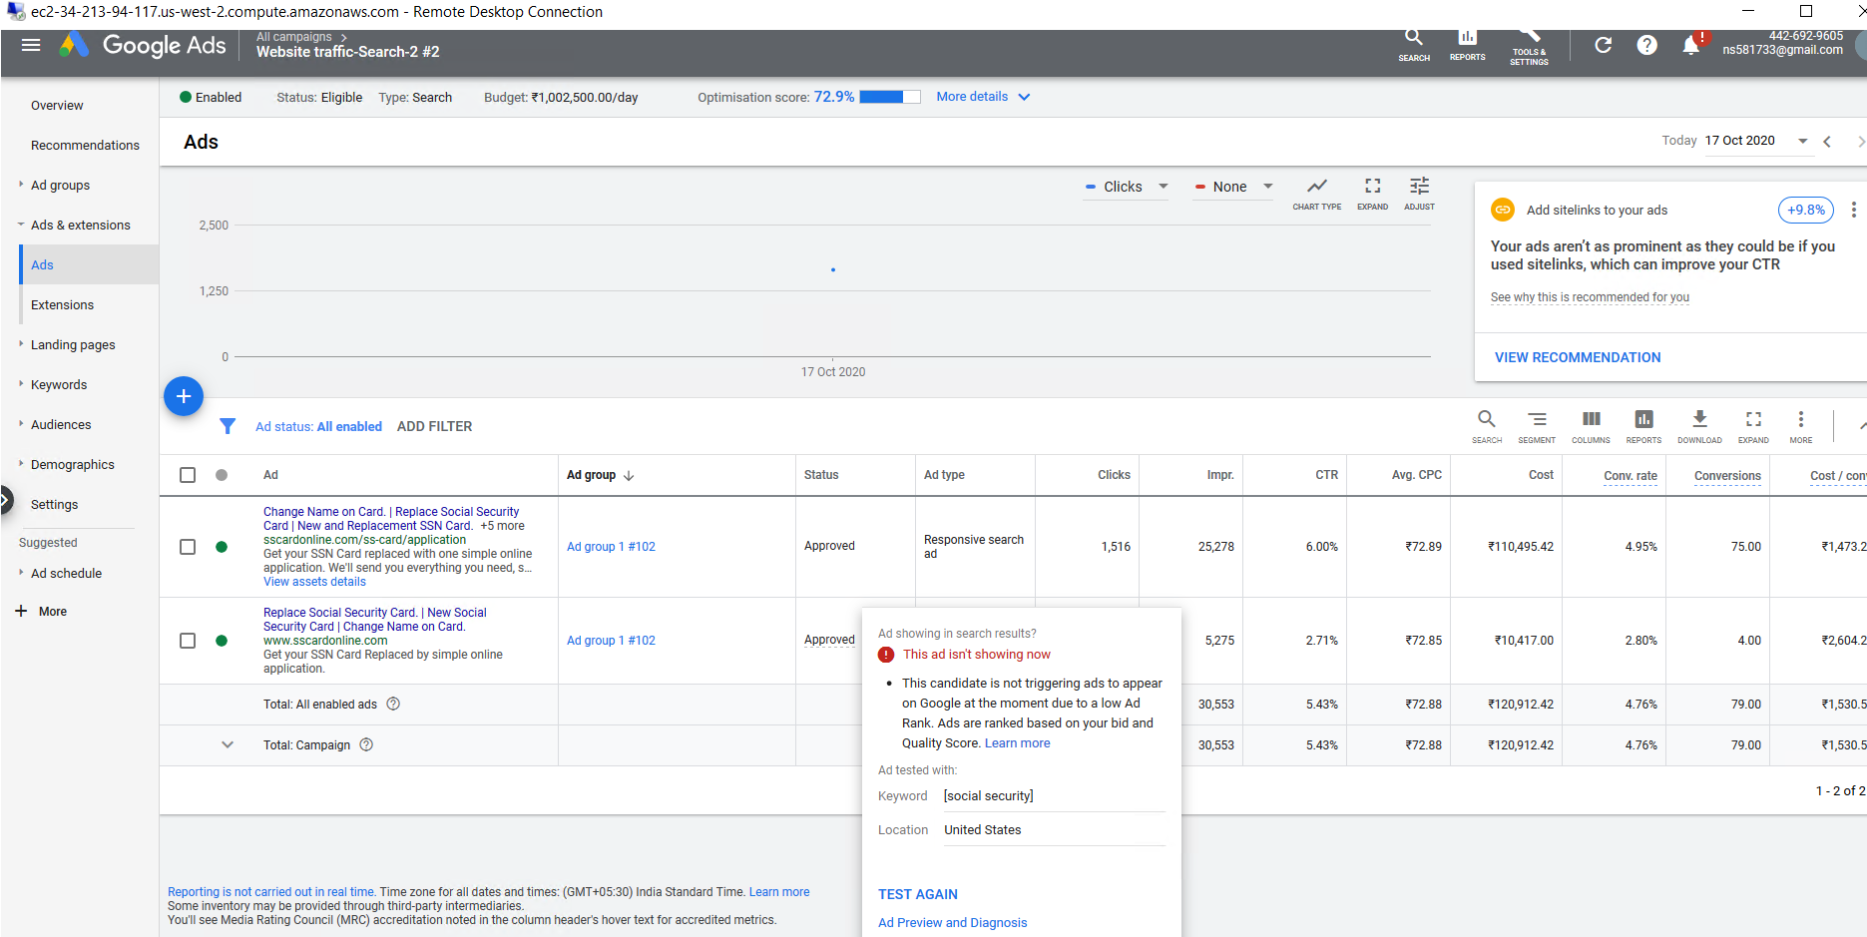 ec2-34-213-94-117.us-west-2.compute.amazonaws.com - Remote Desktop Connection
Google Ads
All campaigns >
Website traffic-Search-2 #2
SEARCH
REPORTS
TOOLS &
SETTINGS
442-692-9605
ns581733@gmail.com
Overview
Recommendations
Ad groups
Ads & extensions
Ads
Extensions
Landing pages
Keywords
Audiences
Demographics
Settings
Suggested
Ad schedule
+ More
Enabled Status: Eligible Type: Search Budget: ₹1,002,500.00/day Optimisation score: 72.9% More details
Ads
Today 17 Oct 2020
Clicks
None
CHART TYPE
EXPAND
ADJUST
2,500
1,250
0
17 Oct 2020
Add sitelinks to your ads
+9.8%
Your ads aren't as prominent as they could be if you
used sitelinks, which can improve your CTR
See why this is recommended for you
VIEW RECOMMENDATION
Ad status: All enabled ADD FILTER
SEARCH
SEGMENT
COLUMNS
REPORTS
DOWNLOAD
EXPAND
MORE
Ad Ad group Status Ad type Clicks Impr. CTR Avg. CPC Cost Conv. rate Conversions Cost / con
Change Name on Card. | Replace Social Security
Card | New and Replacement SSN Card. +5 more
sscardonline.com/ss-card/application
Get your SSN Card replaced with one simple online
application. We'll send you everything you need, s...
View assets details
Ad group 1 #102
Approved
Responsive search
ad
1,516 25,278 6.00% ₹72.89 ₹110,495.42 4.95% 75.00 ₹1,473.2
Replace Social Security Card. | New Social
Security Card | Change Name on Card.
www.sscardonline.com
Get your SSN Card Replaced by simple online
application.
Ad group 1 #102
Approved
5,275 2.71% ₹72.85 ₹10,417.00 2.80% 4.00 ₹2,604.2
Total: All enabled ads 30,553 5.43% ₹72.88 ₹120,912.42 4.76% 79.00 ₹1,530.5
Total: Campaign 30,553 5.43% ₹72.88 ₹120,912.42 4.76% 79.00 ₹1,530.5
1 - 2 of 2
Ad showing in search results?
This ad isn't showing now
• This candidate is not triggering ads to appear
on Google at the moment due to a low Ad
Rank. Ads are ranked based on your bid and
Quality Score. Learn more
Ad tested with:
Keyword [social security]
Location United States
TEST AGAIN
Ad Preview and Diagnosis
Reporting is not carried out in real time. Time zone for all dates and times: (GMT+05:30) India Standard Time. Learn more
Some inventory may be provided through third-party intermediaries.
You'll see Media Rating Council (MRC) accreditation noted in the column header's hover text for accredited metrics.